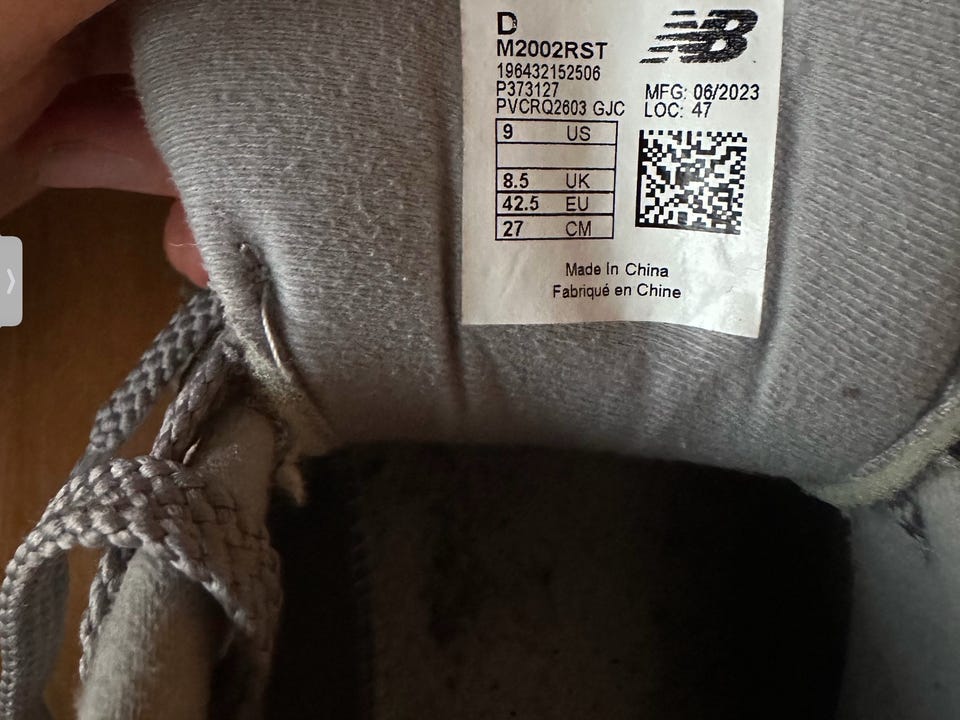 D
M2002RST
196432152506
P373127
PVCRQ2603 GJC
NB
MFG: 06/2023
LOC: 47
9 US
8.5 UK
42.5 EU
27 CM
Made In China
Fabriqué en Chine